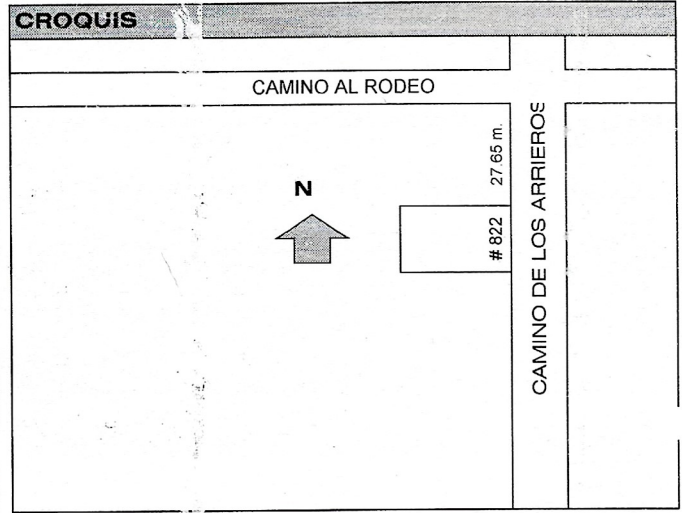 CROQUIS
CAMINO AL RODEO
27.65 m.
N
# 822
CAMINO DE LOS ARRIEROS